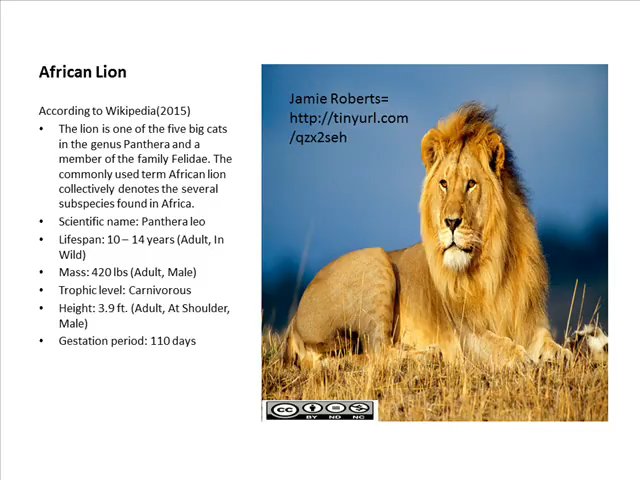 African Lion
According to Wikipedia(2015)
• The lion is one of the five big cats
in the genus Panthera and a
member of the family Felidae. The
commonly used term African lion
collectively denotes the several
subspecies found in Africa.
• Scientific name: Panthera leo
• Lifespan: 10 – 14 years (Adult, In
Wild)
• Mass: 420 lbs (Adult, Male)
• Trophic level: Carnivorous
• Height: 3.9 ft. (Adult, At Shoulder,
Male)
• Gestation period: 110 days
Jamie Roberts=
http://tinyurl.com
/qzx2seh
CC
BY ND NC